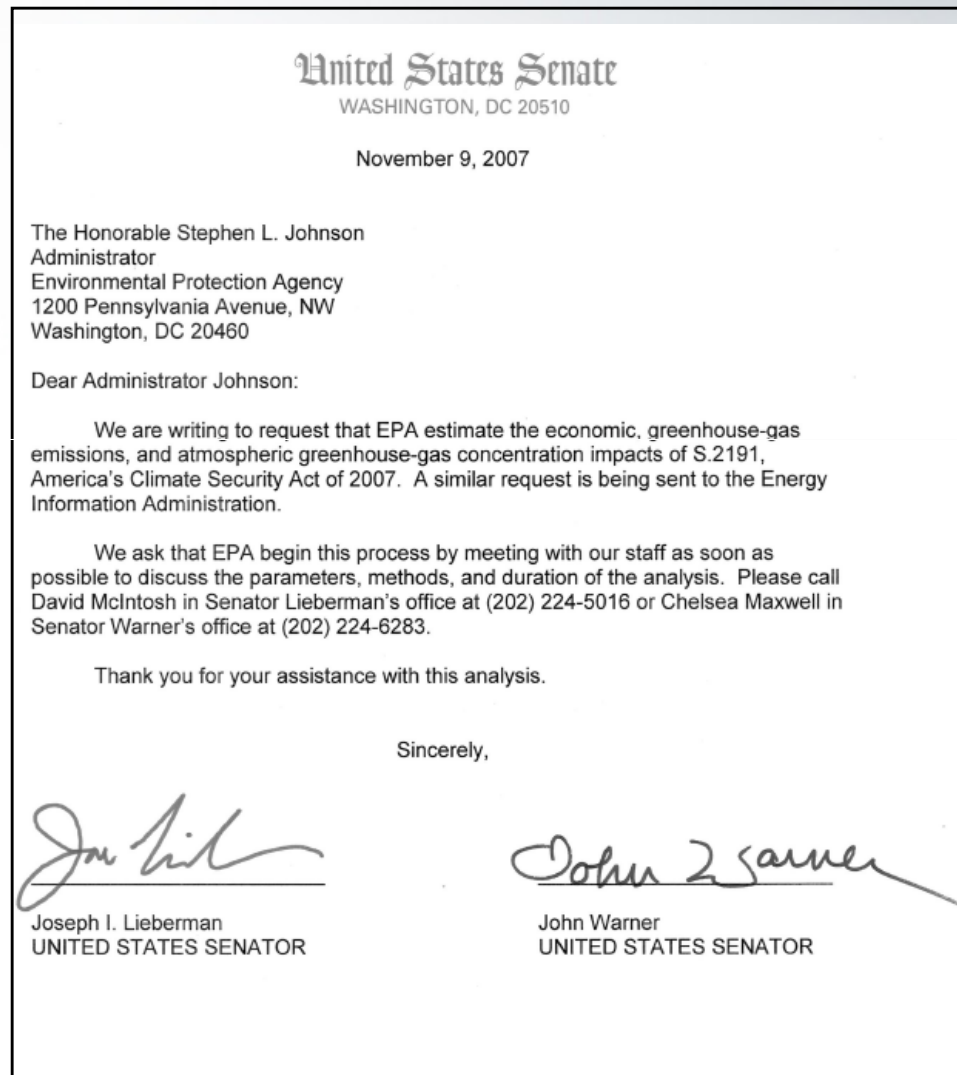 United States Senate
WASHINGTON, DC 20510
November 9, 2007
The Honorable Stephen L. Johnson
Administrator
Environmental Protection Agency
1200 Pennsylvania Avenue, NW
Washington, DC 20460
Dear Administrator Johnson:
We are writing to request that EPA estimate the economic, greenhouse-gas
emissions, and atmospheric greenhouse-gas concentration impacts of S.2191,
America's Climate Security Act of 2007.  A similar request is being sent to the Energy
Information Administration.
We ask that EPA begin this process by meeting with our staff as soon as
possible to discuss the parameters, methods, and duration of the analysis.  Please call
David McIntosh in Senator Lieberman's office at (202) 224-5016 or Chelsea Maxwell in
Senator Warner's office at (202) 224-6283.
Thank you for your assistance with this analysis.
Sincerely,
John Warner
Joseph I. Lieberman
UNITED STATES SENATOR
John Warner
UNITED STATES SENATOR